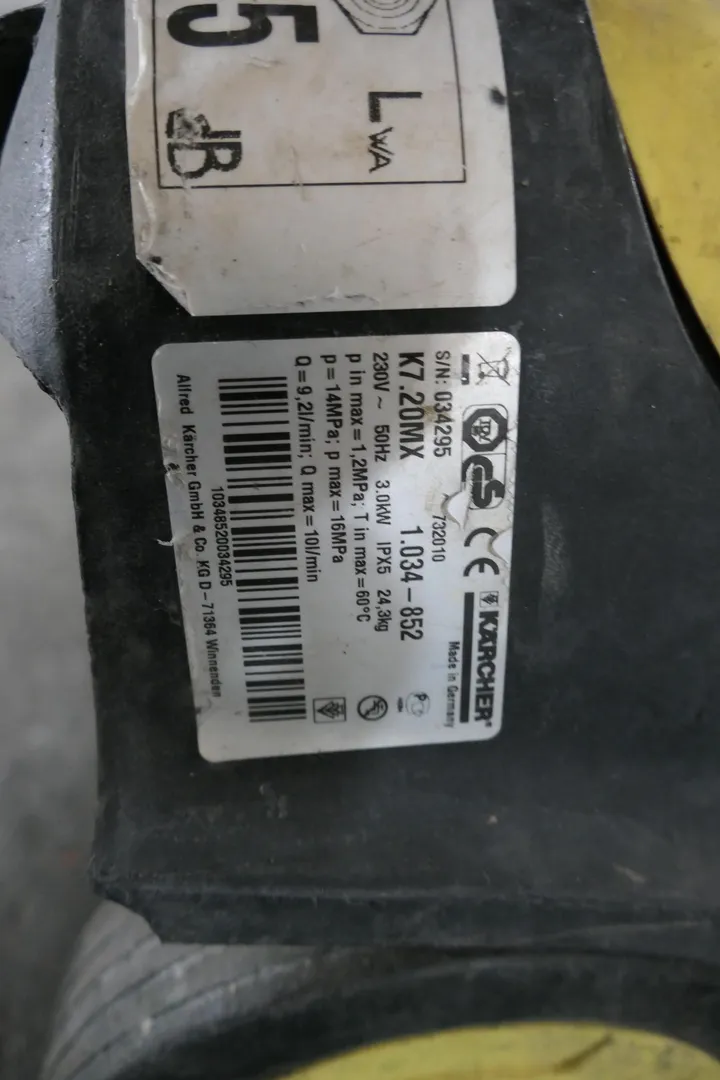 5
dB
L WA
KÄRCHER®
Made in Germany
S/N: 034295
732010
K7.20MX 1.034-852
230V ~ 50Hz 3.0kW IPX5 24,3kg
p in max=1,2MPa; T in max=60°C
p=14MPa; p max=16MPa
Q=9,2l/min; Q max=10l/min
10348520034295
Alfred Kärcher GmbH & Co. KG D-71364 Winnenden